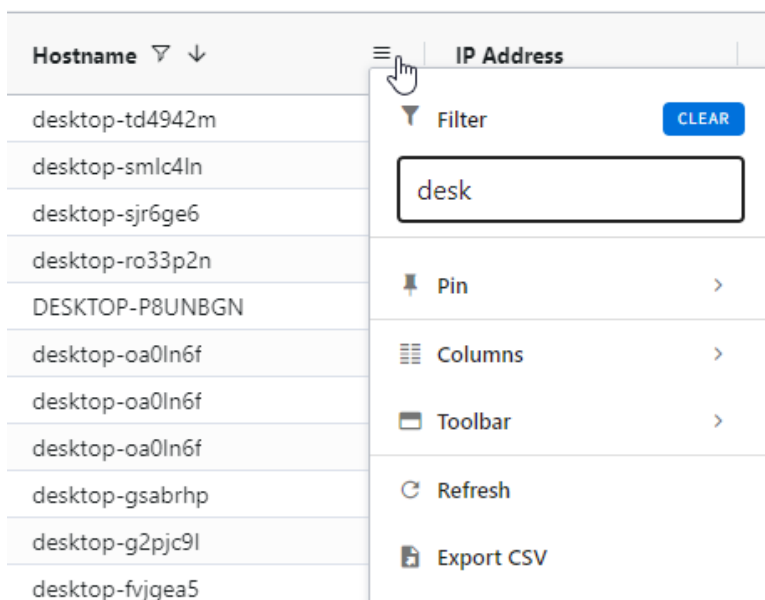 Hostname
IP Address
desktop-td4942m
desktop-smlc4ln
desktop-sjr6ge6
desktop-ro33p2n
DESKTOP-P8UNBGN
desktop-oa0ln6f
desktop-oa0ln6f
desktop-oa0ln6f
desktop-gsabrhp
desktop-g2pjc9l
desktop-fvjgea5
Filter
CLEAR
desk
Pin
Columns
Toolbar
Refresh
Export CSV